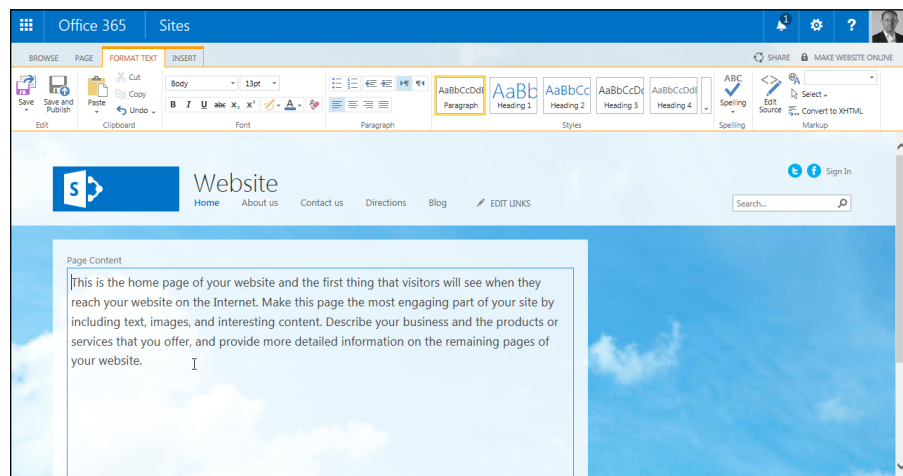 Office 365 Sites 1 ?
BROWSE PAGE FORMAT TEXT INSERT SHARE MAKE WEBSITE ONLINE
Save Save and Publish Paste Cut Copy Undo
Body 13pt
B I U abc x₂ x² A
AaBbCcDdI AaBb AaBbCc AaBbCcDc AaBbCcDdI
Paragraph Heading 1 Heading 2 Heading 3 Heading 4
ABC Spelling Edit Source Select Convert to XHTML
Edit Clipboard Font Paragraph Styles Spelling Markup
S Website
Sign In
Home About us Contact us Directions Blog EDIT LINKS Search...
Page Content
This is the home page of your website and the first thing that visitors will see when they
reach your website on the Internet. Make this page the most engaging part of your site by
including text, images, and interesting content. Describe your business and the products or
services that you offer, and provide more detailed information on the remaining pages of
your website.